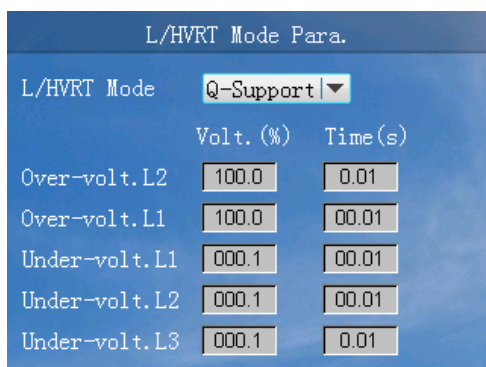 L/HVRT Mode Para.
L/HVRT Mode Q-Support
Volt.(%) Time(s)
Over-volt.L2 100.0 0.01
Over-volt.L1 100.0 00.01
Under-volt.L1 000.1 00.01
Under-volt.L2 000.1 00.01
Under-volt.L3 000.1 0.01